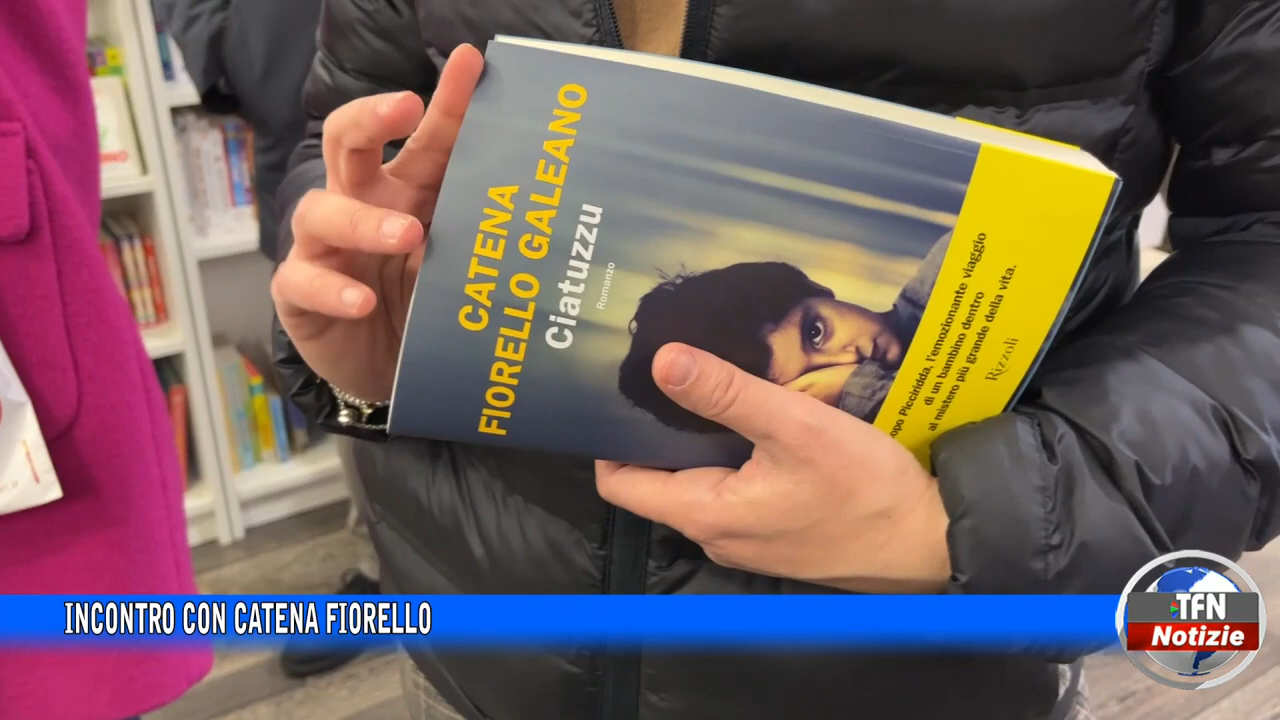 CATENA
FIORELLO GALEANO
Ciatuzzu
Romanzo
opo Picciridda, l'emozionante viaggio
di un bambino dentro
al mistero più grande della vita.
Rizzoli
INCONTRO CON CATENA FIORELLO
TFN
Notizie